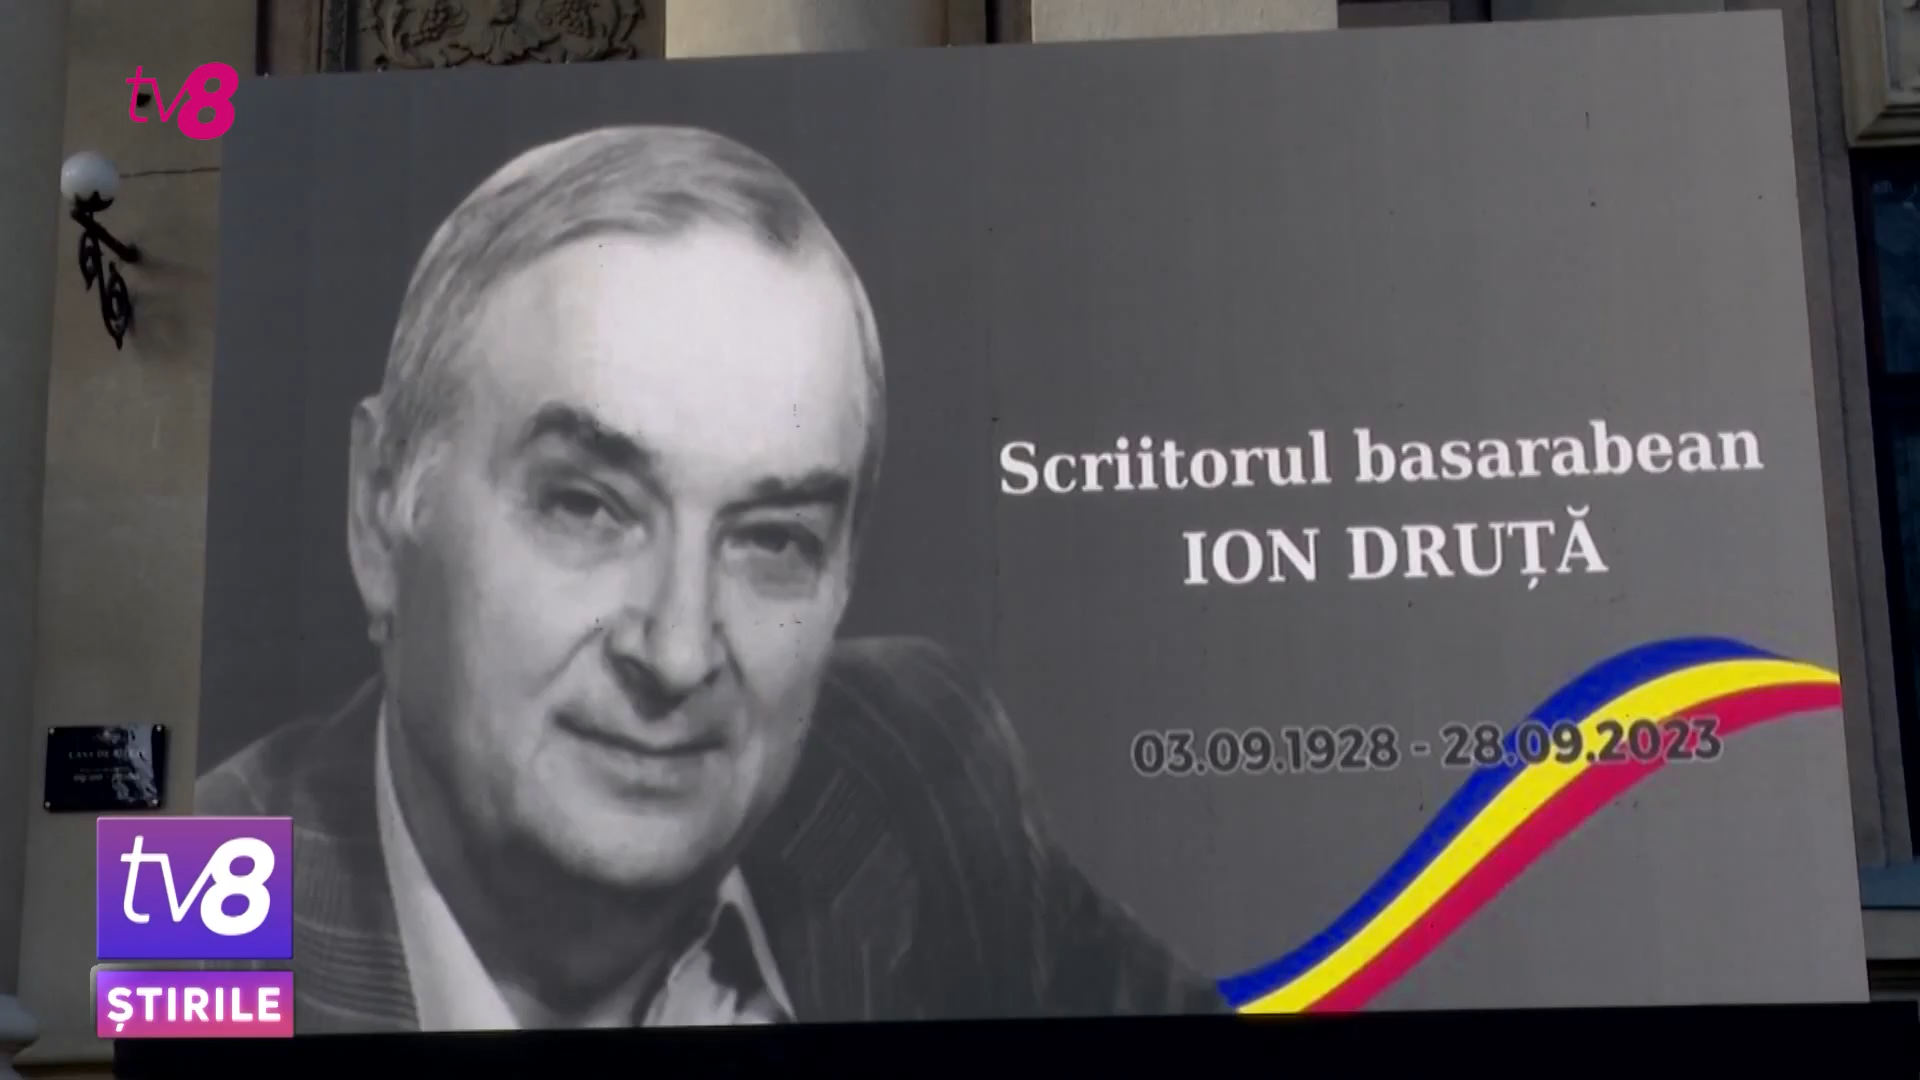 tv8
Scriitorul basarabean
ION DRUȚĂ
03.09.1928 - 28.09.2023
tv8
ȘTIRILE